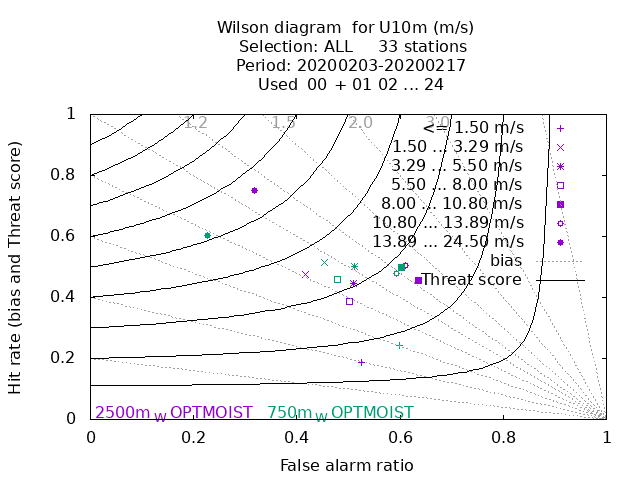 Wilson diagram  for U10m (m/s)
Selection: ALL     33 stations
Period: 20200203-20200217
Used  00 + 01 02 ... 24
1.2 1.5 2.0 3.0
<= 1.50 m/s
1.50 ... 3.29 m/s
3.29 ... 5.50 m/s
5.50 ... 8.00 m/s
8.00 ... 10.80 m/s
10.80 ... 13.89 m/s
13.89 ... 24.50 m/s
bias
Threat score
Hit rate (bias and Threat score)
1
0.8
0.6
0.4
0.2
0
2500m_W OPTMOIST 750m_W OPTMOIST
0 0.2 0.4 0.6 0.8 1
False alarm ratio